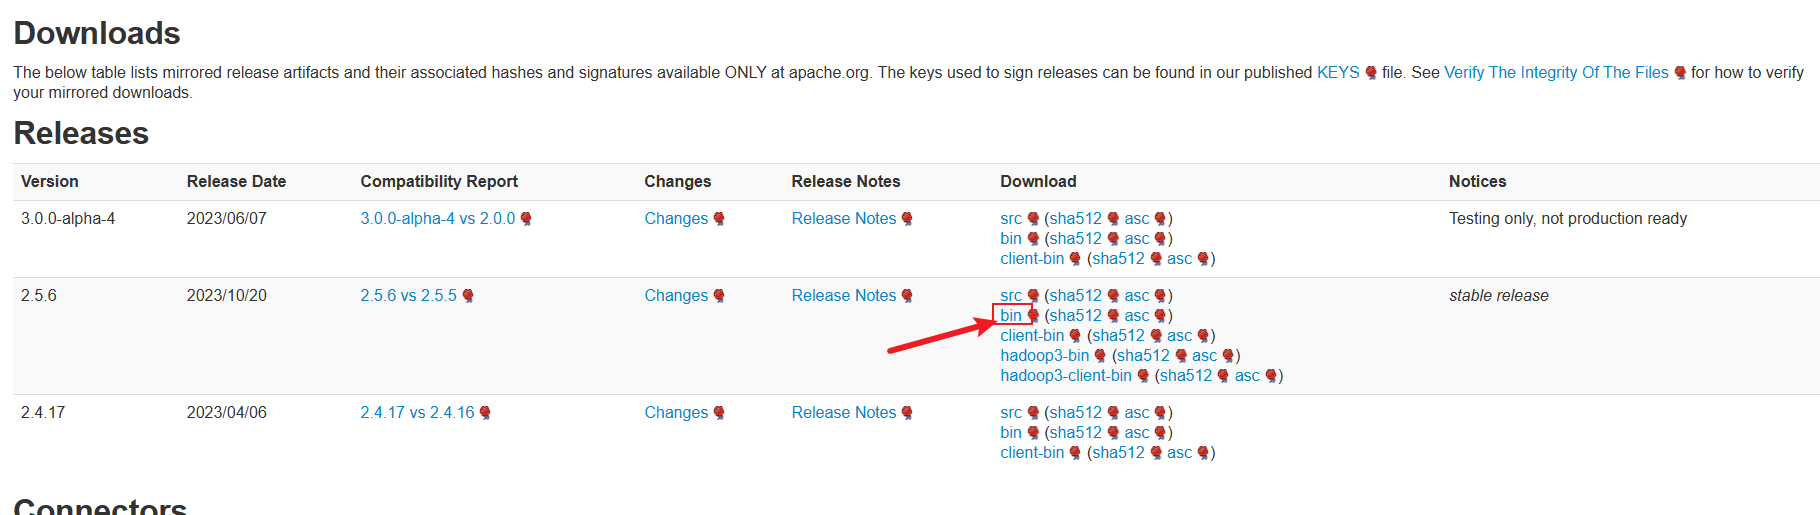 Downloads
The below table lists mirrored release artifacts and their associated hashes and signatures available ONLY at apache.org. The keys used to sign releases can be found in our published KEYS file. See Verify The Integrity Of The Files for how to verify
your mirrored downloads.
Releases
Version Release Date Compatibility Report Changes Release Notes Download Notices
3.0.0-alpha-4 2023/06/07 3.0.0-alpha-4 vs 2.0.0 Changes Release Notes src (sha512 asc) Testing only, not production ready
bin (sha512 asc)
client-bin (sha512 asc)
2.5.6 2023/10/20 2.5.6 vs 2.5.5 Changes Release Notes src (sha512 asc) stable release
bin (sha512 asc)
client-bin (sha512 asc)
hadoop3-bin (sha512 asc)
hadoop3-client-bin (sha512 asc)
2.4.17 2023/04/06 2.4.17 vs 2.4.16 Changes Release Notes src (sha512 asc)
bin (sha512 asc)
client-bin (sha512 asc)
Connectors